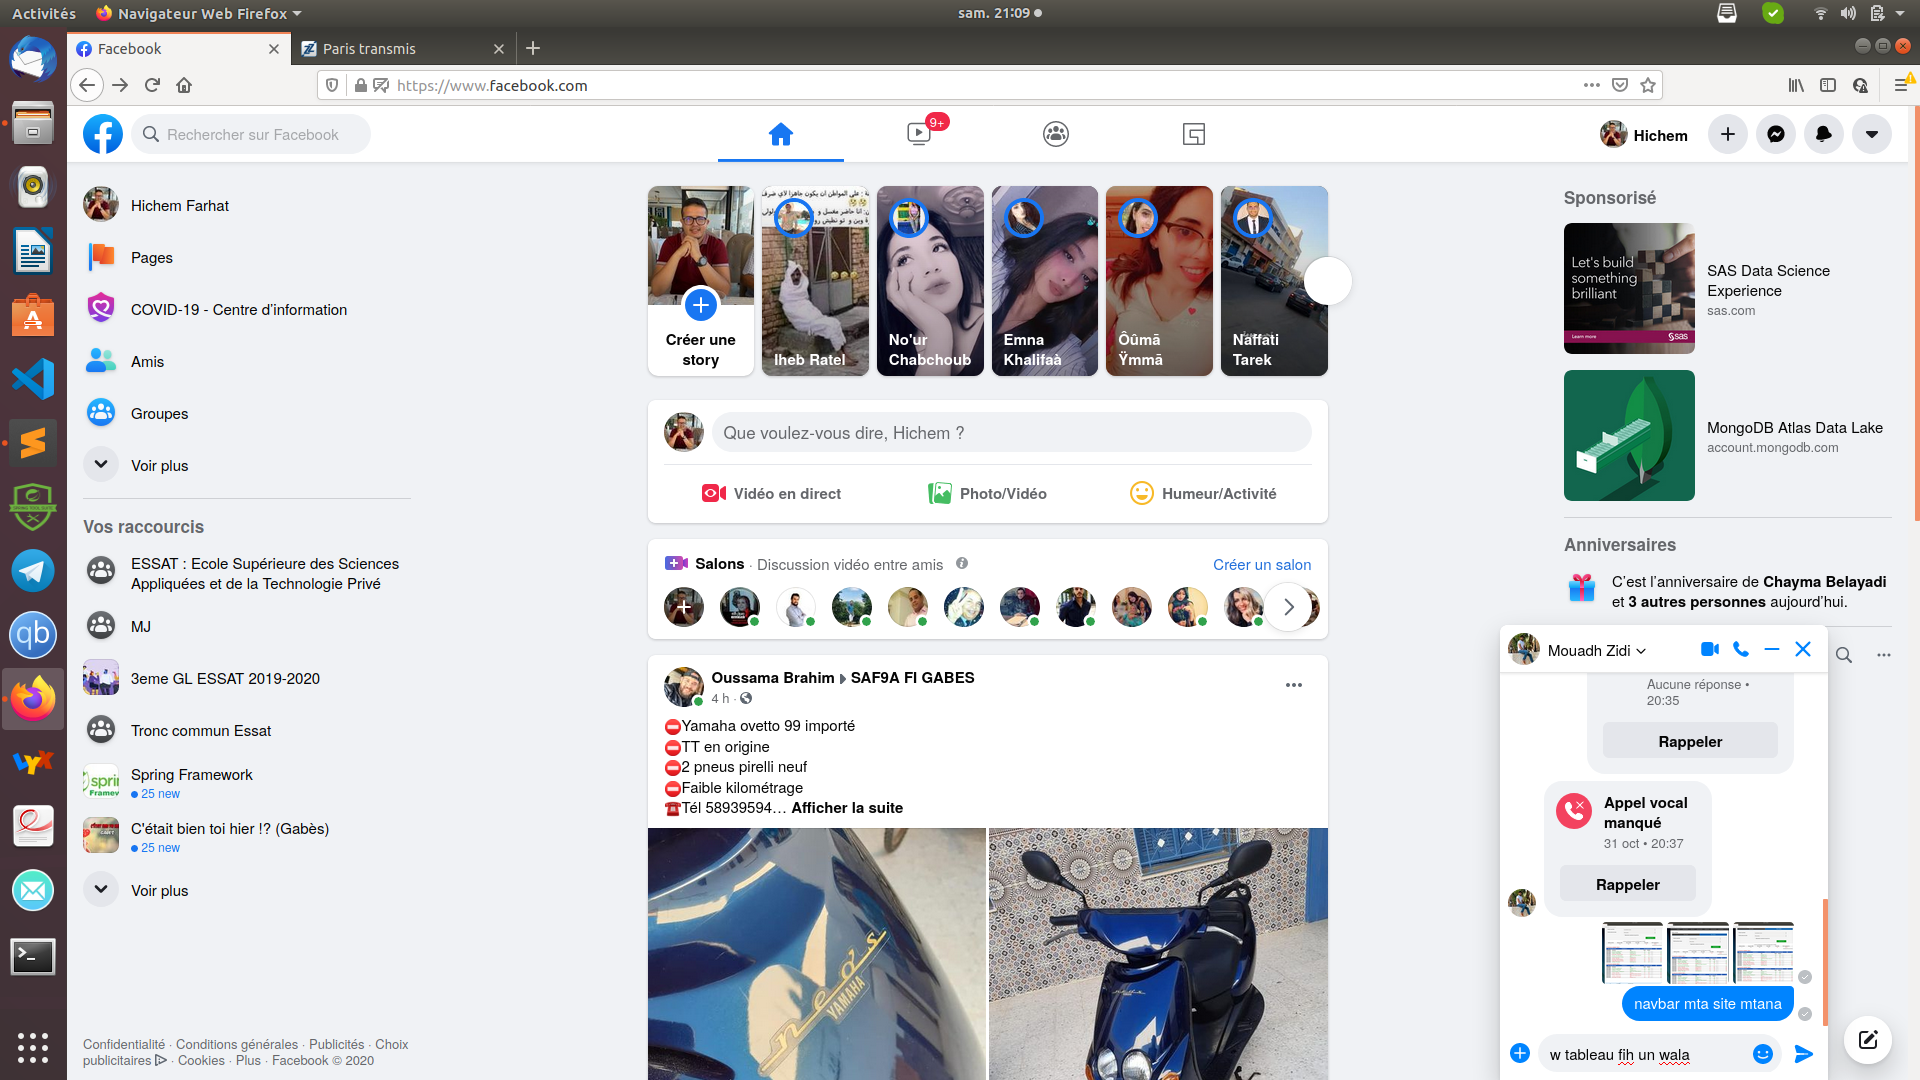 Activités
Navigateur Web Firefox
sam. 21:09
Facebook
Paris transmis
https://www.facebook.com
Rechercher sur Facebook
9+
Hichem
Hichem Farhat
Pages
COVID-19 - Centre d'information
Amis
Groupes
Voir plus
Vos raccourcis
ESSAT : Ecole Supérieure des Sciences
Appliquées et de la Technologie Privé
MJ
3eme GL ESSAT 2019-2020
Tronc commun Essat
Spring Framework
25 new
C'était bien toi hier !? (Gabès)
25 new
Voir plus
Confidentialité · Conditions générales · Publicités · Choix
publicitaires · Cookies · Plus · Facebook © 2020
Créer une
story
Iheb Ratel
No'ur
Chabchoub
Emna
Khalifaà
Ôûmā
Ÿmmā
Naffati
Tarek
Que voulez-vous dire, Hichem ?
Vidéo en direct
Photo/Vidéo
Humeur/Activité
Salons · Discussion vidéo entre amis
Créer un salon
Oussama Brahim SAF9A FI GABES
4 h ·
⛔Yamaha ovetto 99 importé
⛔TT en origine
⛔2 pneus pirelli neuf
⛔Faible kilométrage
☎️Tél 58939594… Afficher la suite
neo's
YAMAHA
Sponsorisé
Let's build
something
brilliant
Learn more
sas
SAS Data Science
Experience
sas.com
MongoDB Atlas Data Lake
account.mongodb.com
Anniversaires
C'est l'anniversaire de Chayma Belayadi
et 3 autres personnes aujourd'hui.
Mouadh Zidi
Aucune réponse •
20:35
Rappeler
Appel vocal
manqué
31 oct • 20:37
Rappeler
navbar mta site mtana
w tableau fih un wala